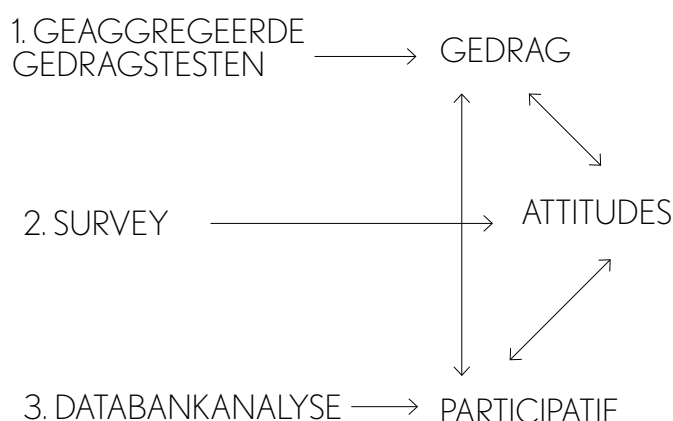 1. GEAGGREGEERDE
GEDRAGSTESTEN
GEDRAG
2. SURVEY
ATTITUDES
3. DATABANKANALYSE
PARTICIPATIE